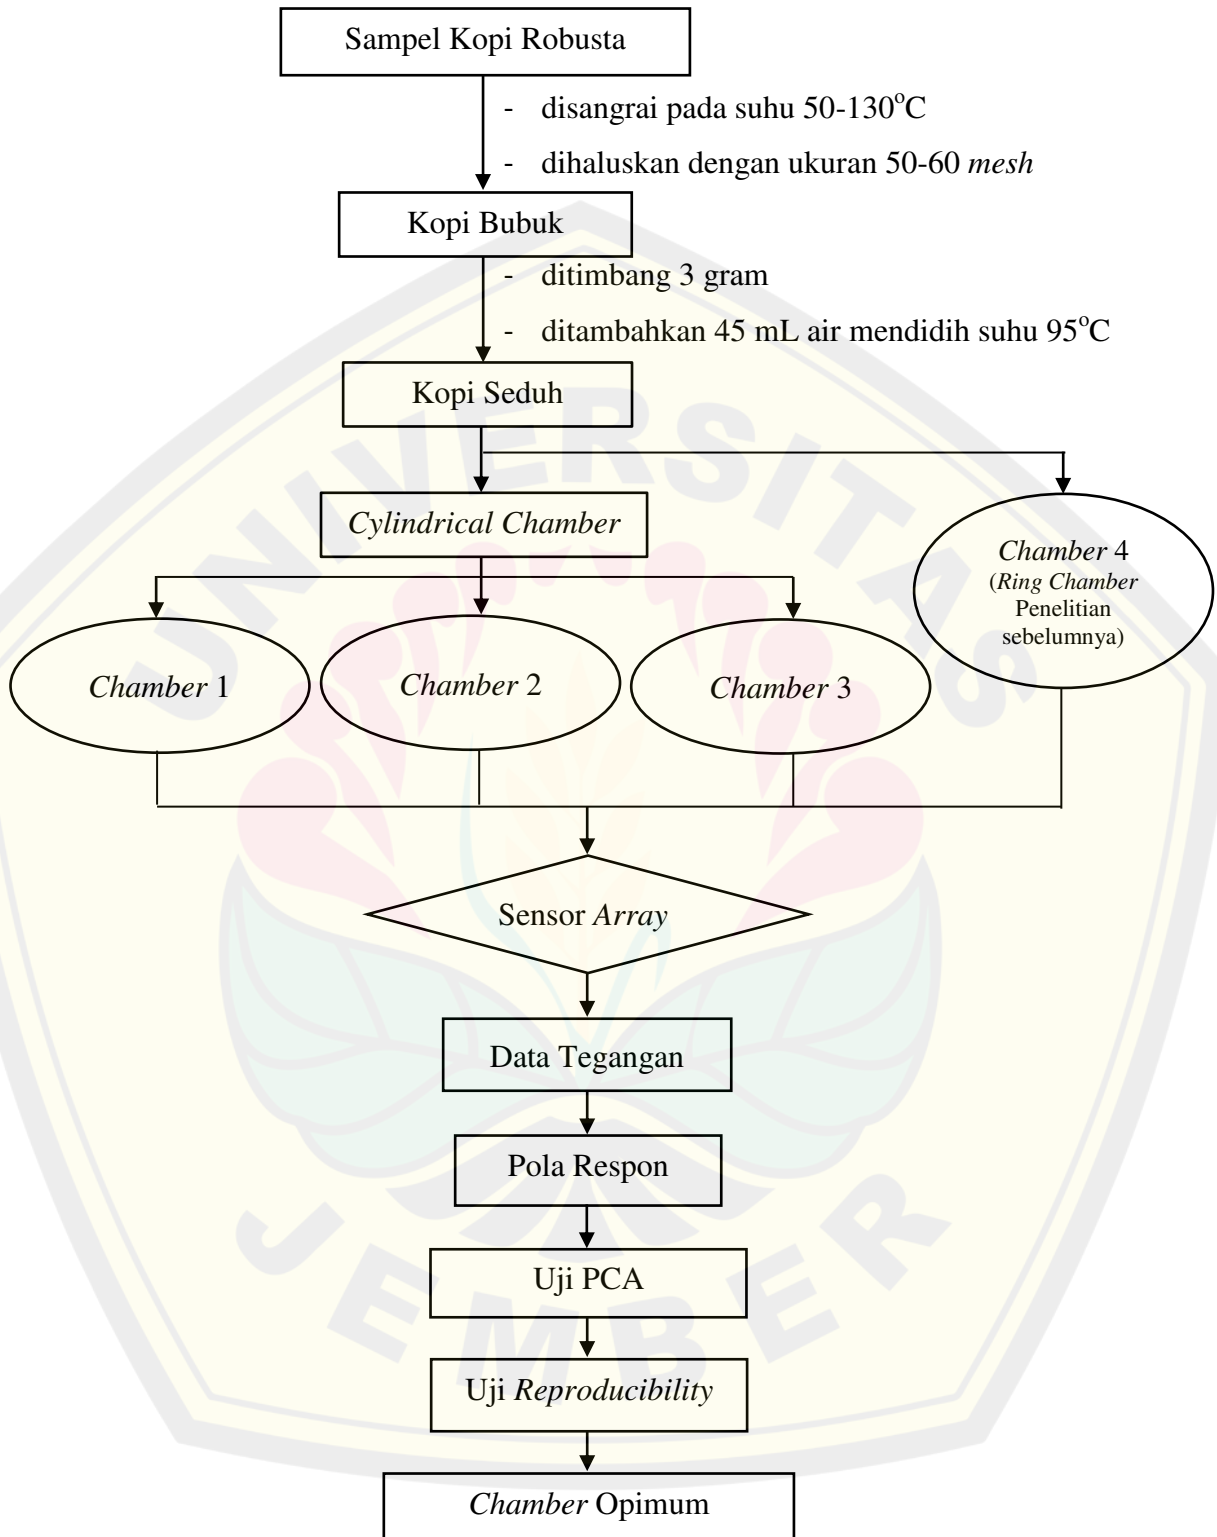 Sampel Kopi Robusta
- disangrai pada suhu 50-130°C
- dihaluskan dengan ukuran 50-60 mesh
Kopi Bubuk
- ditimbang 3 gram
- ditambahkan 45 mL air mendidih suhu 95°C
Kopi Seduh
Cylindrical Chamber
Chamber 4
(Ring Chamber
Penelitian
sebelumnya)
Chamber 1
Chamber 2
Chamber 3
Sensor Array
Data Tegangan
Pola Respon
Uji PCA
Uji Reproducibility
Chamber Opimum
UNIVERSITAS
JEMBER